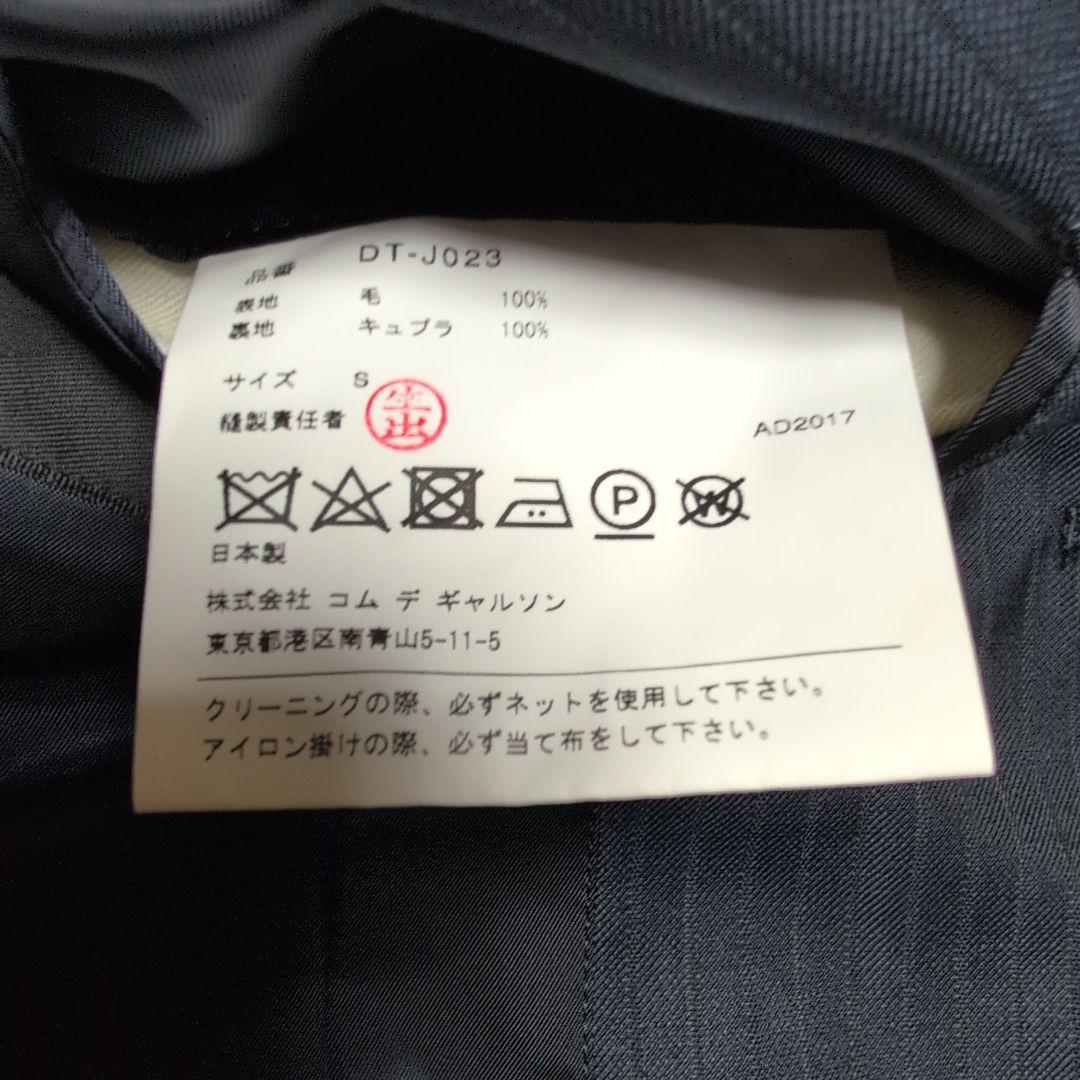 品番 DT-J023
表地 毛 100%
裏地 キュプラ 100%
サイズ S
縫製責任者
AD2017
P
W
日本製
株式会社 コム デ ギャルソン
東京都港区南青山5-11-5
クリーニングの際、必ずネットを使用して下さい。
アイロン掛けの際、必ず当て布をして下さい。